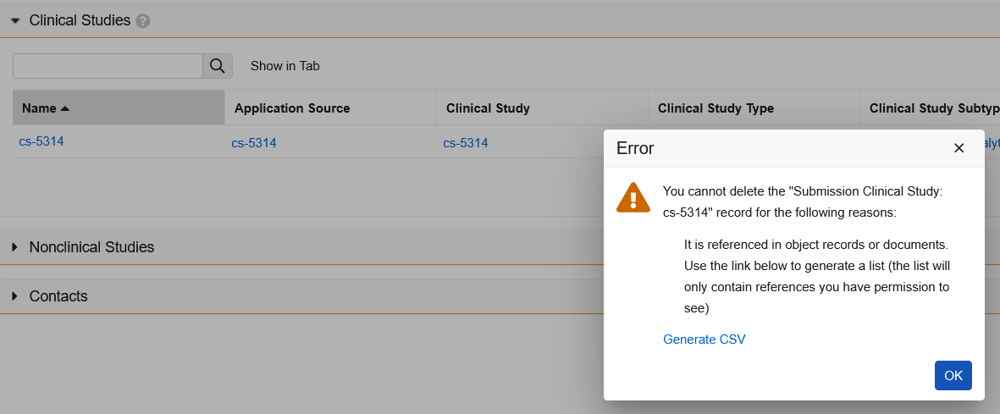 Clinical Studies ?
Show in Tab
Name Application Source Clinical Study Clinical Study Type Clinical Study Subtyp
cs-5314 cs-5314 cs-5314 alyt
Error
You cannot delete the "Submission Clinical Study:
cs-5314" record for the following reasons:
It is referenced in object records or documents.
Use the link below to generate a list (the list will
only contain references you have permission to
see)
Generate CSV
OK
Nonclinical Studies
Contacts